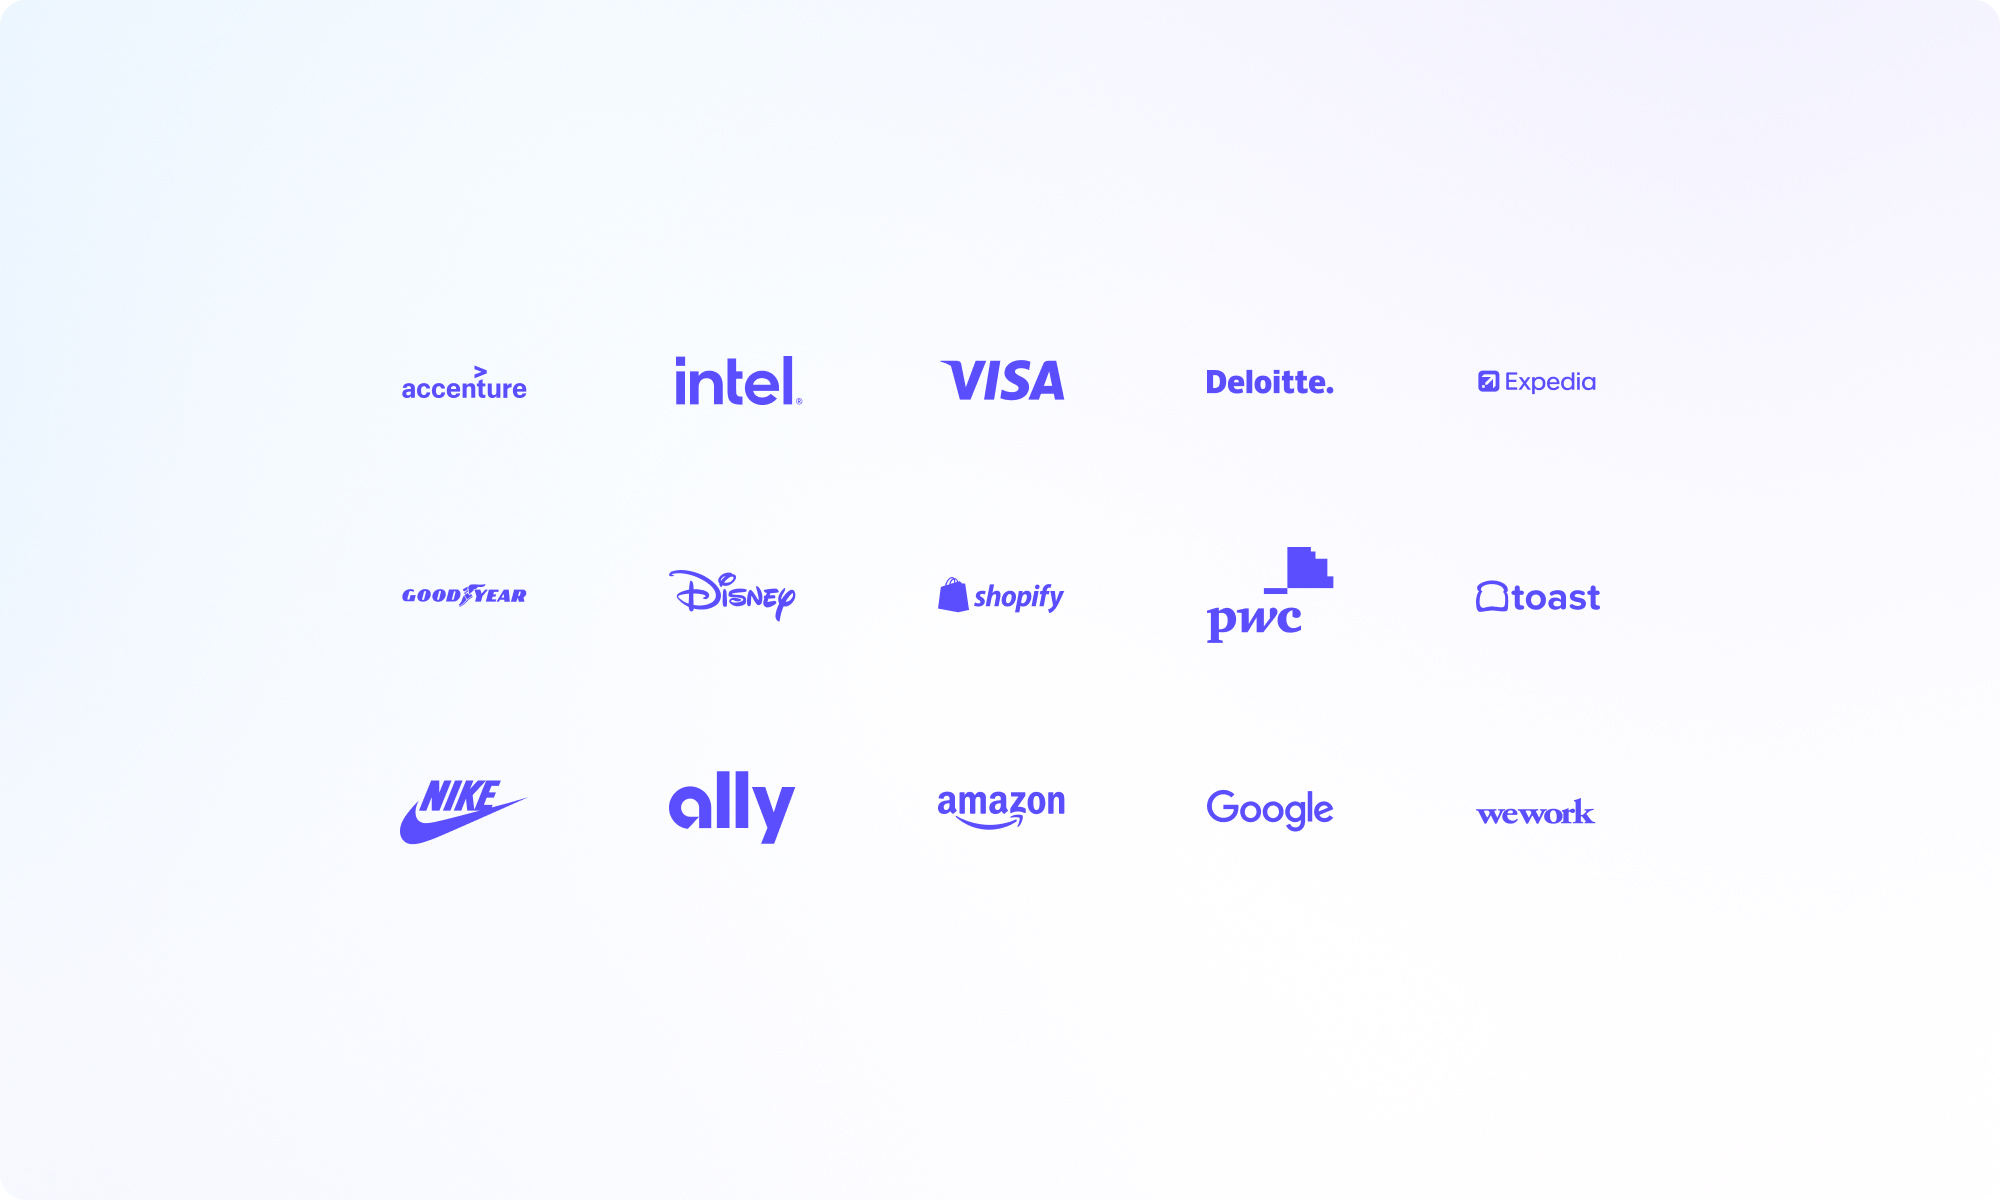 accenture
intel®
VISA
Deloitte.
Expedia
GOODYEAR
Disney
shopify
pwc
toast
NIKE
ally
amazon
Google
wework